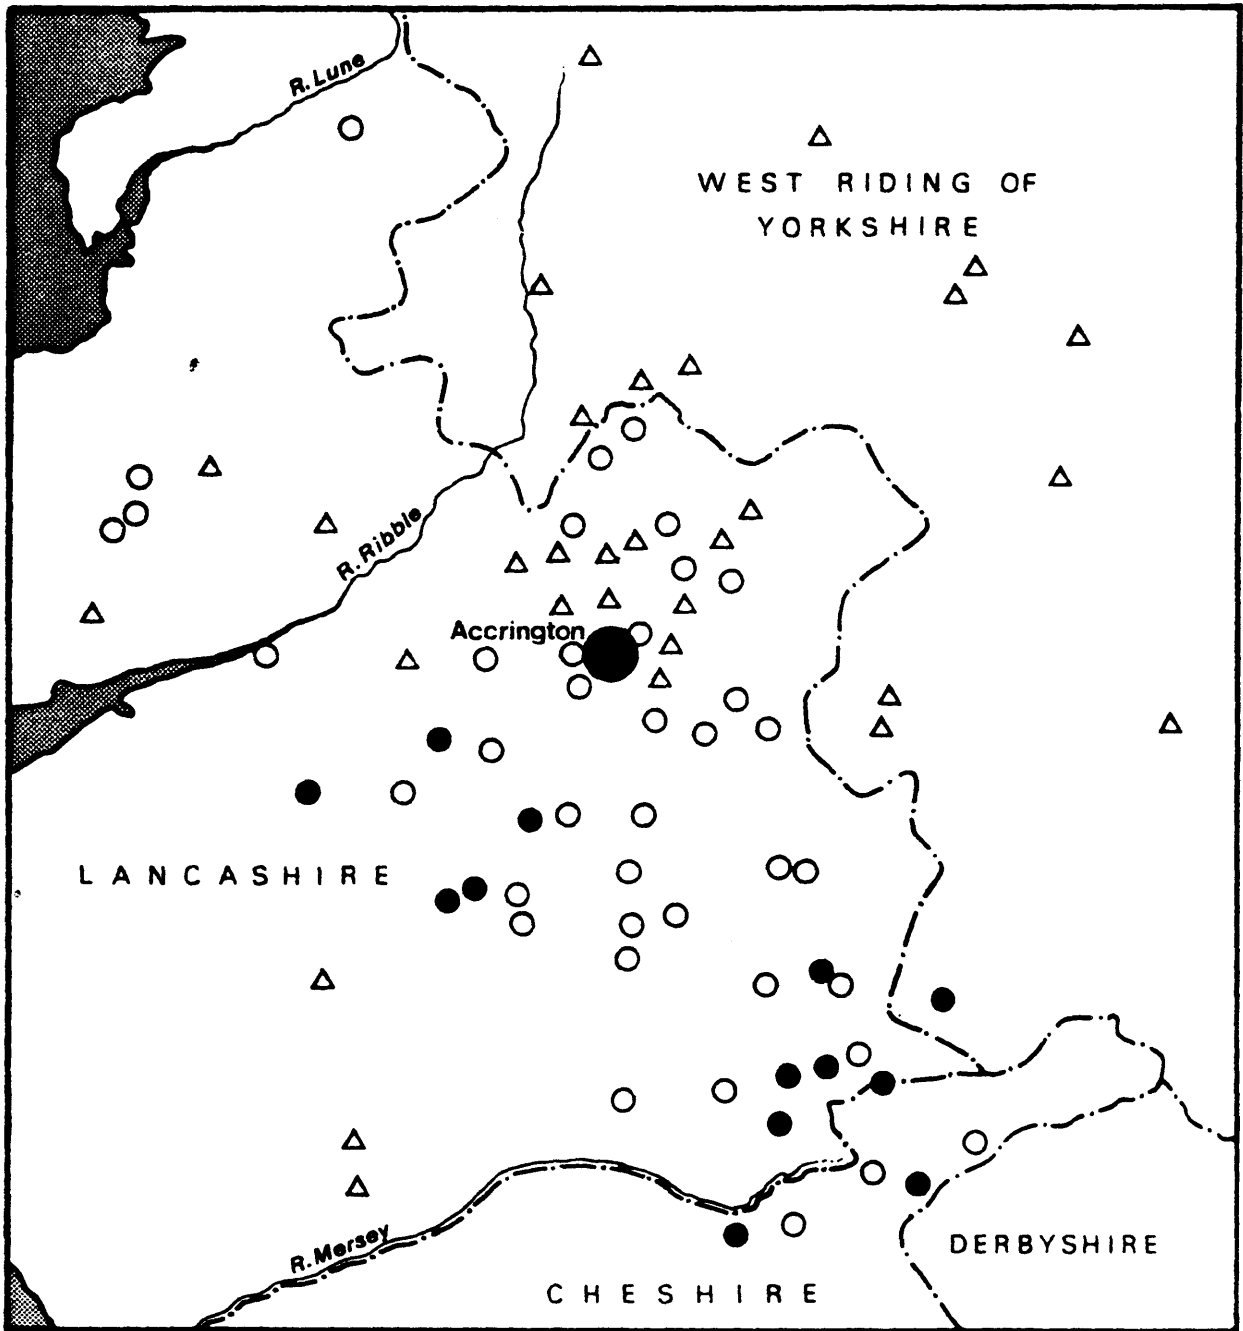 R. Lune
WEST RIDING OF
YORKSHIRE
R. Ribble
Accrington
LANCASHIRE
R. Mersey
DERBYSHIRE
CHESHIRE